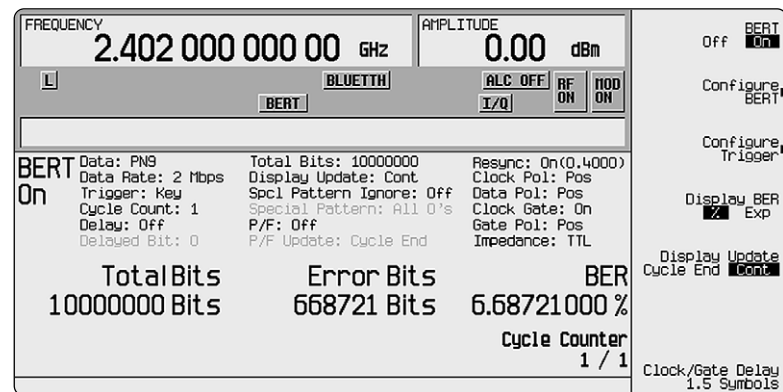 FREQUENCY
2.402 000 000 00 GHz
AMPLITUDE
0.00 dBm
L
BLUETTH
ALC OFF
RF ON
MOD ON
BERT
I/Q
BERT On
Data: PN9
Data Rate: 2 Mbps
Trigger: Key
Cycle Count: 1
Delay: Off
Delayed Bit: 0
Total Bits: 10000000
Display Update: Cont
Spcl Pattern Ignore: Off
Special Pattern: All 0's
P/F: Off
P/F Update: Cycle End
Resync: On(0.4000)
Clock Pol: Pos
Data Pol: Pos
Clock Gate: On
Gate Pol: Pos
Impedance: TTL
Total Bits
10000000 Bits
Error Bits
668721 Bits
BER
6.68721000 %
Cycle Counter
1 / 1
BERT
Off On
Configure
BERT
Configure
Trigger
Display BER
% Exp
Display Update
Cycle End Cont
Clock/Gate Delay
1.5 Symbols